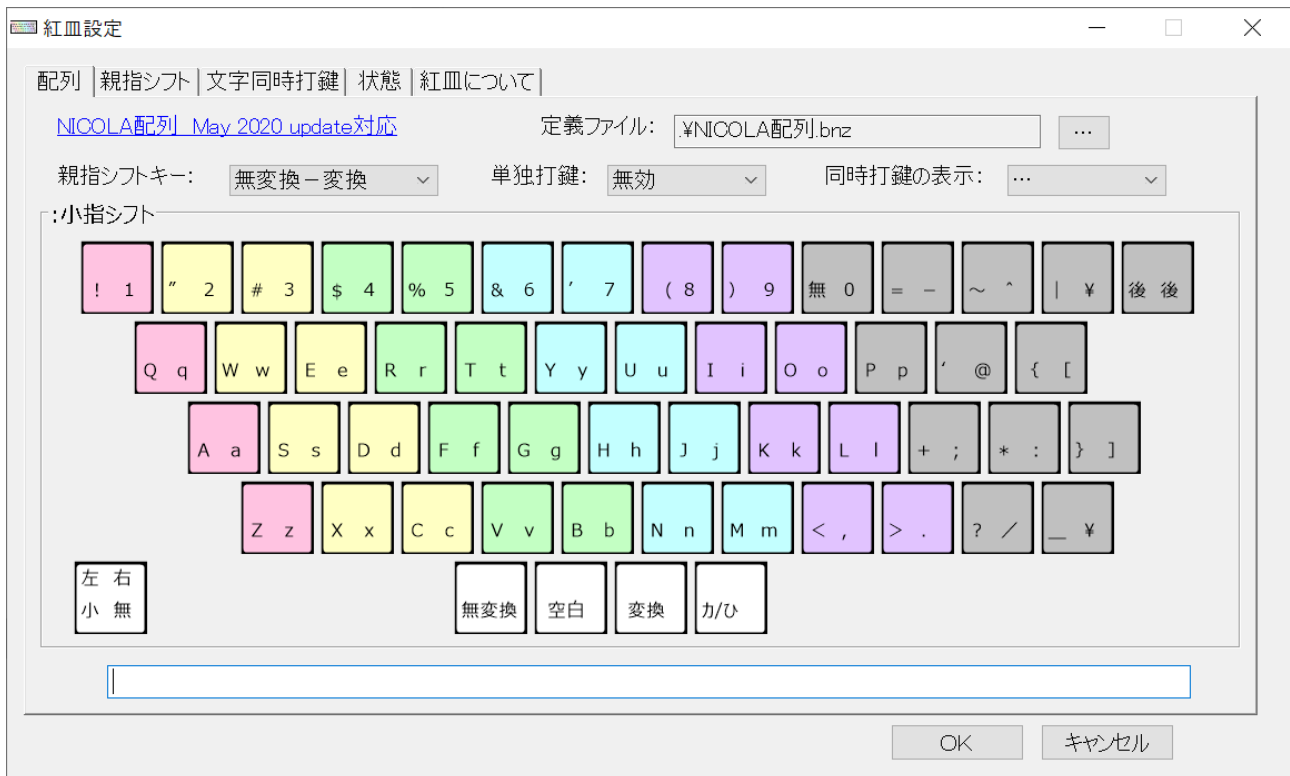 紅皿設定
配列 親指シフト 文字同時打鍵 状態 紅皿について
NICOLA配列 May 2020 update対応 定義ファイル: .¥NICOLA配列.bnz ...
親指シフトキー: 無変換－変換 単独打鍵: 無効 同時打鍵の表示: ...
:小指シフト
! 1 ” 2 # 3 $ 4 % 5 & 6 ’ 7 ( 8 ) 9 無 0 = － ～ ＾ | ¥ 後 後
Q q W w E e R r T t Y y U u I i O o P p ‘ @ { [
A a S s D d F f G g H h J j K k L l + ; * : } ]
Z z X x C c V v B b N n M m < , > . ? ／ ＿ ¥
左 右
小 無 無変換 空白 変換 カ/ひ
OK キャンセル